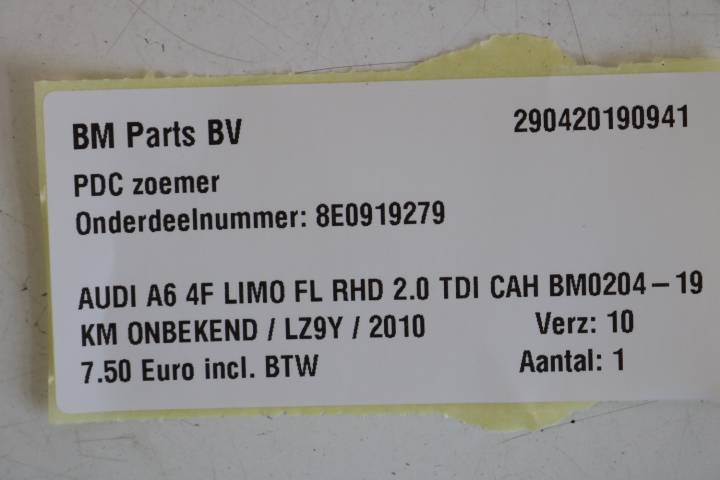 BM Parts BV 290420190941
PDC zoemer
Onderdeelnummer: 8E0919279
AUDI A6 4F LIMO FL RHD 2.0 TDI CAH BM0204-19
KM ONBEKEND / LZ9Y / 2010 Verz: 10
7.50 Euro incl. BTW Aantal: 1